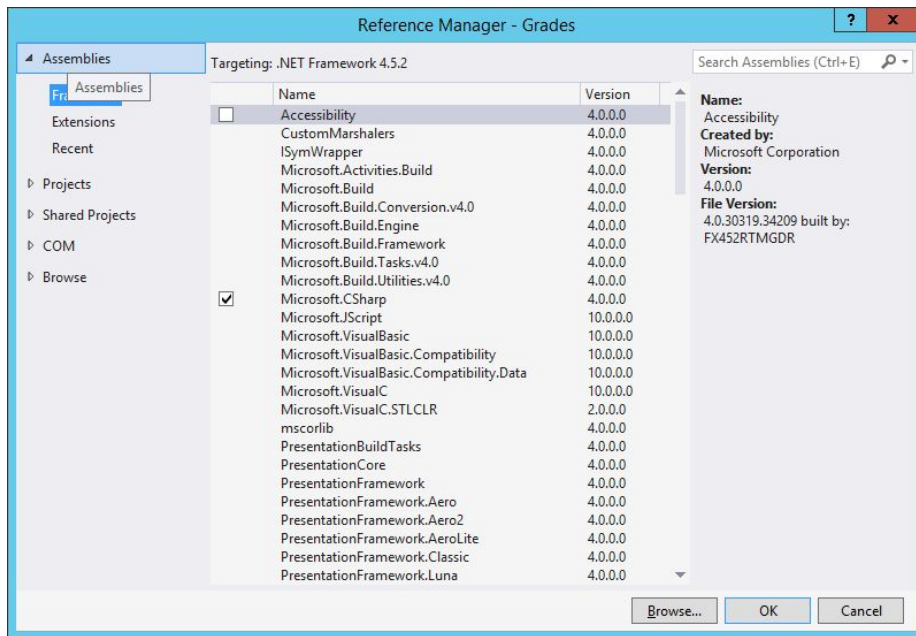 Reference Manager - Grades
? x
Assemblies
Assemblies
Extensions
Recent
Projects
Shared Projects
COM
Browse
Targeting: .NET Framework 4.5.2
Name Version
Accessibility 4.0.0.0
CustomMarshalers 4.0.0.0
ISymWrapper 4.0.0.0
Microsoft.Activities.Build 4.0.0.0
Microsoft.Build 4.0.0.0
Microsoft.Build.Conversion.v4.0 4.0.0.0
Microsoft.Build.Engine 4.0.0.0
Microsoft.Build.Framework 4.0.0.0
Microsoft.Build.Tasks.v4.0 4.0.0.0
Microsoft.Build.Utilities.v4.0 4.0.0.0
Microsoft.CSharp 4.0.0.0
Microsoft.JScript 10.0.0.0
Microsoft.VisualBasic 10.0.0.0
Microsoft.VisualBasic.Compatibility 10.0.0.0
Microsoft.VisualBasic.Compatibility.Data 10.0.0.0
Microsoft.VisualC 10.0.0.0
Microsoft.VisualC.STLCLR 2.0.0.0
mscorlib 4.0.0.0
PresentationBuildTasks 4.0.0.0
PresentationCore 4.0.0.0
PresentationFramework 4.0.0.0
PresentationFramework.Aero 4.0.0.0
PresentationFramework.Aero2 4.0.0.0
PresentationFramework.AeroLite 4.0.0.0
PresentationFramework.Classic 4.0.0.0
PresentationFramework.Luna 4.0.0.0
Search Assemblies (Ctrl+E)
Name:
Accessibility
Created by:
Microsoft Corporation
Version:
4.0.0.0
File Version:
4.0.30319.34209 built by:
FX452RTMGDR
Browse... OK Cancel